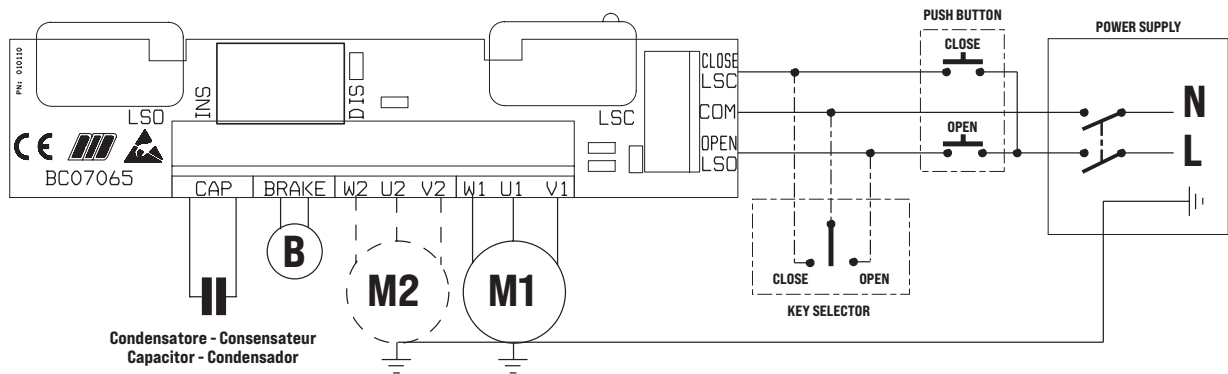 PUSH BUTTON
POWER SUPPLY
PN: 010110
CLOSE
CLOSE
LSC
INS
DIS
LSO
LSC
COM
N
OPEN
OPEN
LSO
L
CE
BC07065
CAP
BRAKE
W2
U2
V2
W1
U1
V1
B
M2
M1
CLOSE
OPEN
KEY SELECTOR
Condensatore - Consensateur
Capacitor - Condensador